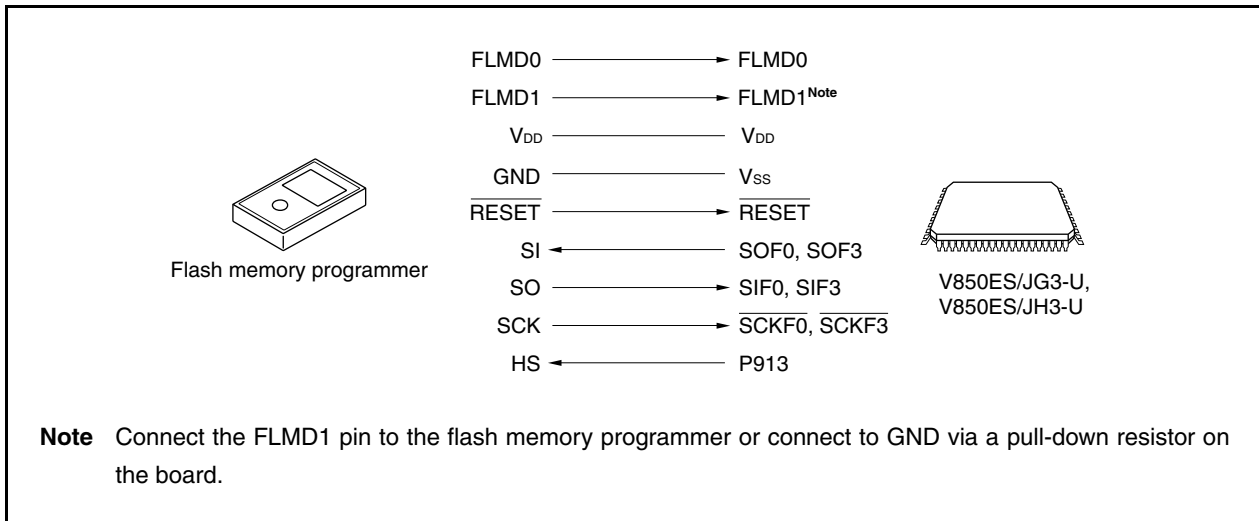 FLMD0 FLMD0
FLMD1 FLMD1Note
VDD VDD
GND VSS
RESET RESET
SI SOF0, SOF3
SO SIF0, SIF3
SCK SCKF0, SCKF3
HS P913
Flash memory programmer
V850ES/JG3-U,
V850ES/JH3-U
Note Connect the FLMD1 pin to the flash memory programmer or connect to GND via a pull-down resistor on
the board.